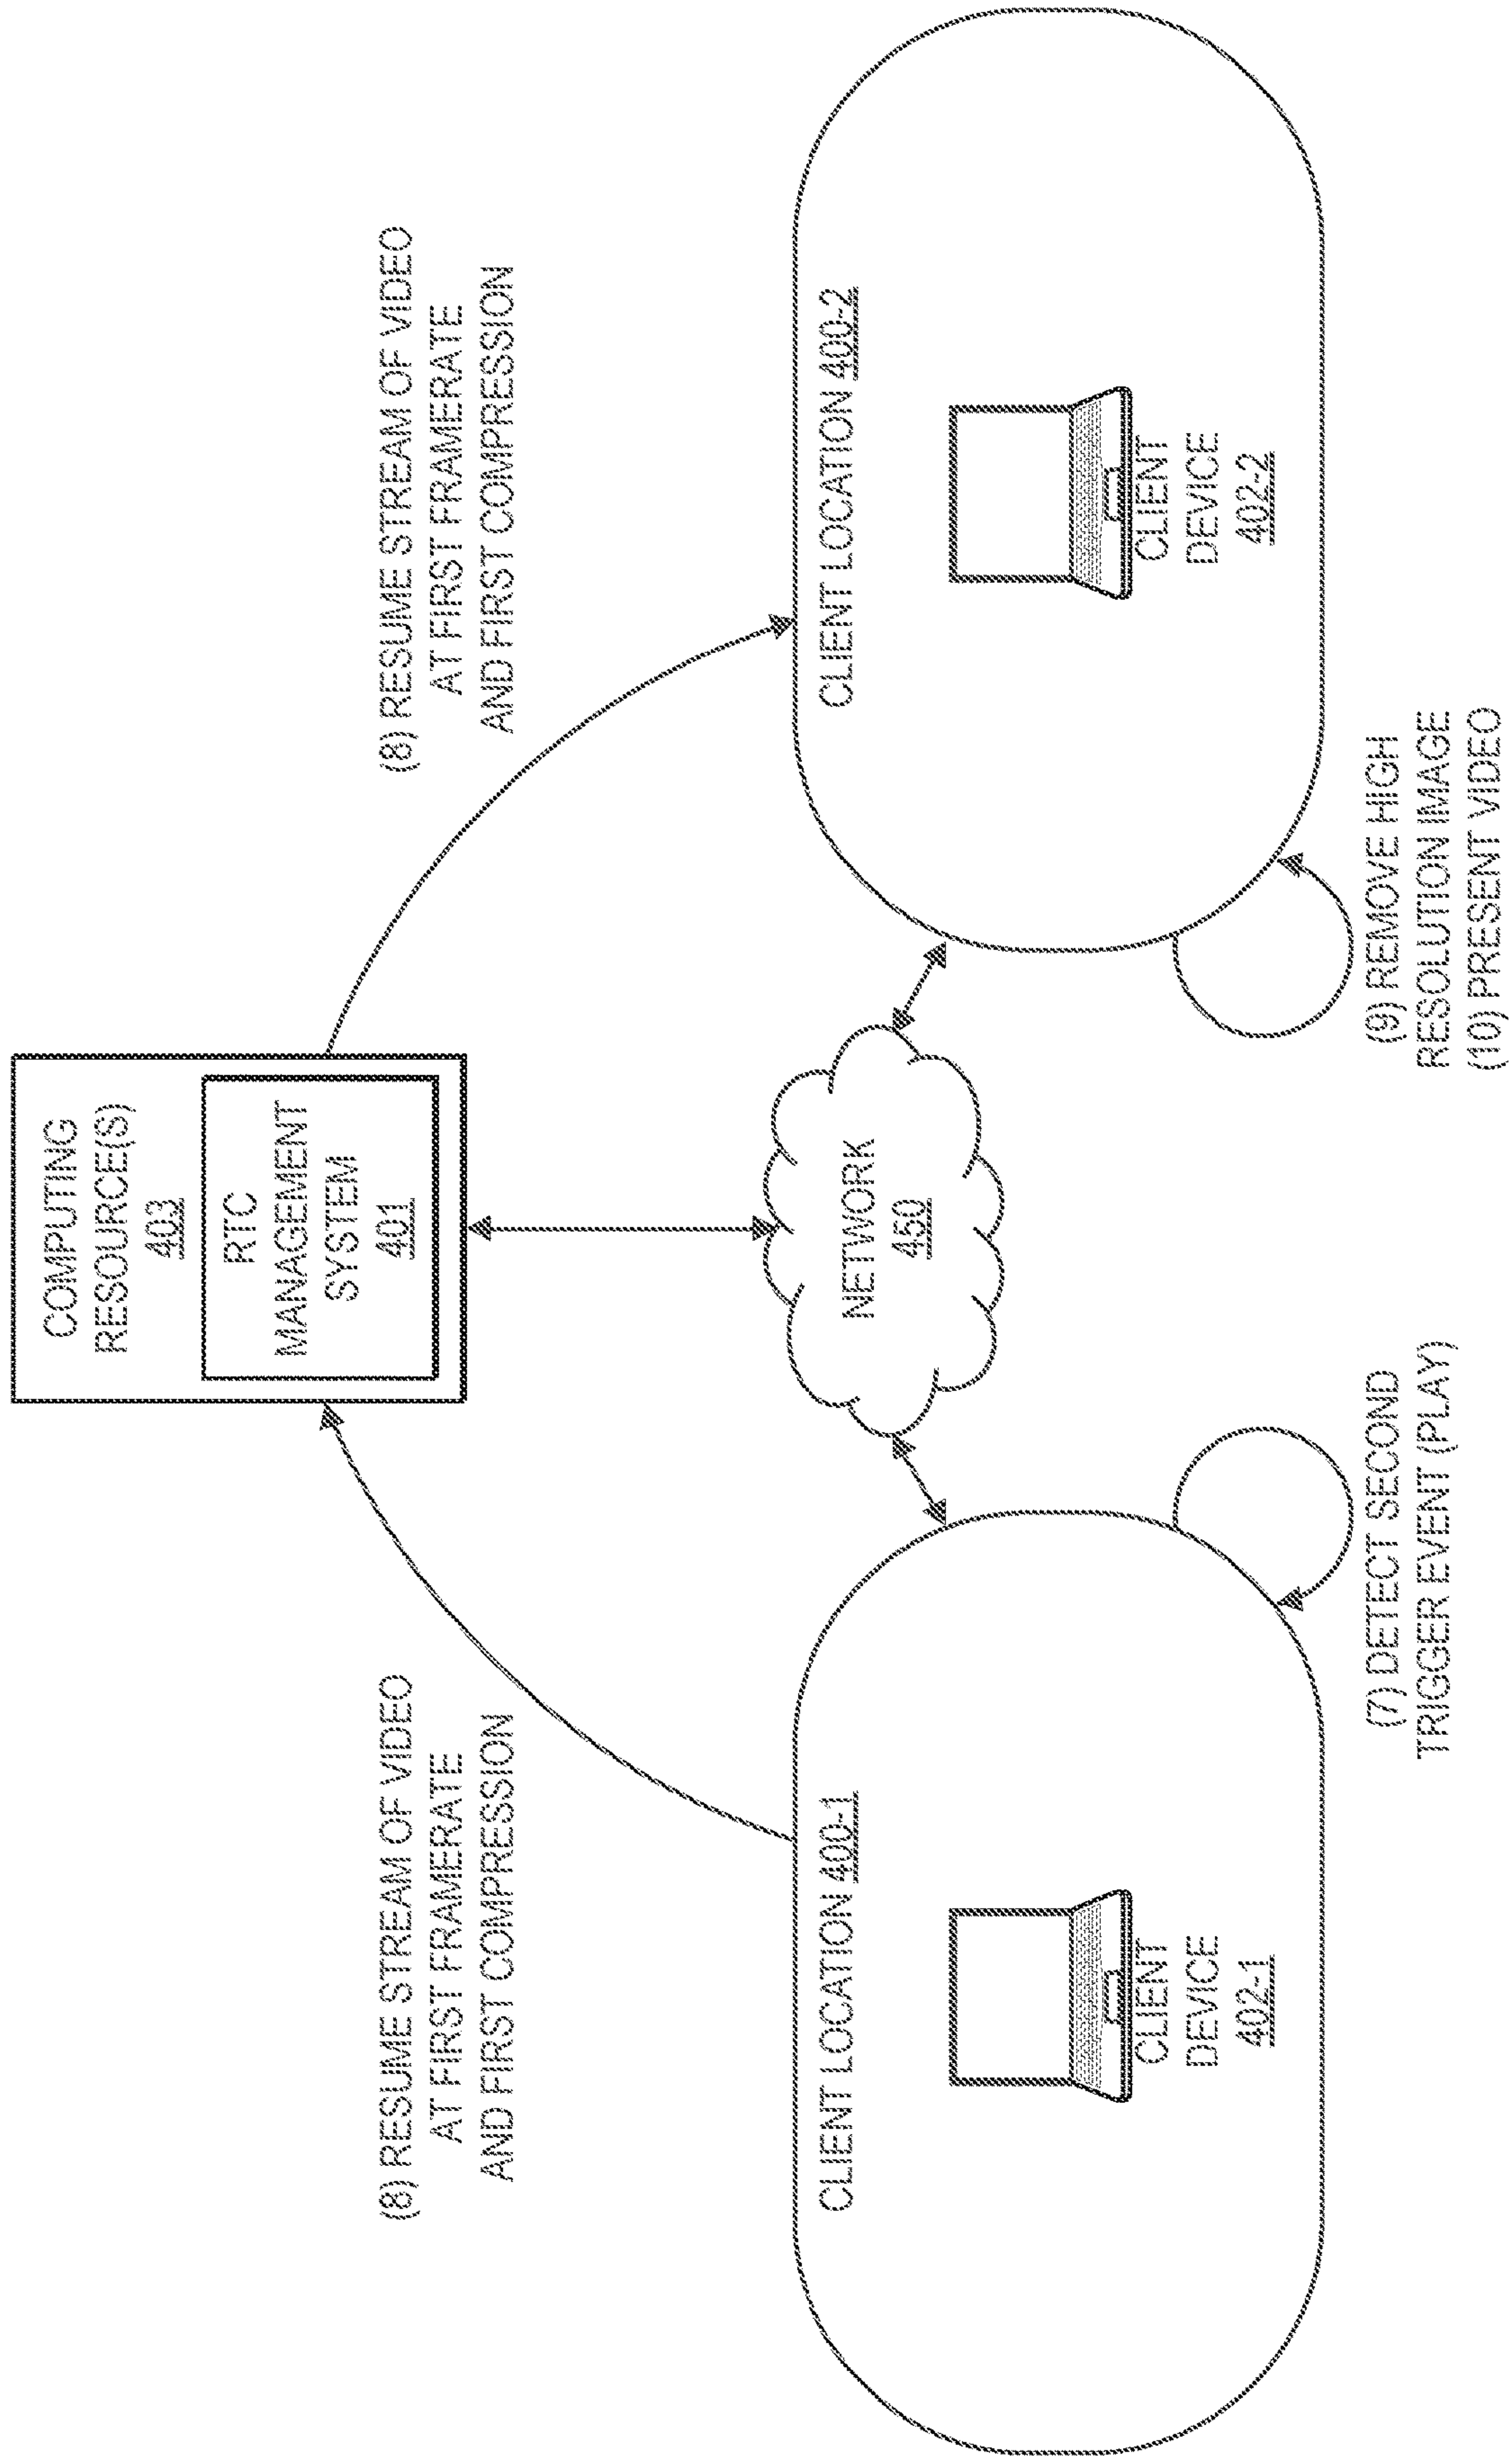 COMPUTING
RESOURCE(S)
403
RTC
MANAGEMENT
SYSTEM
401
(8) RESUME STREAM OF VIDEO
AT FIRST FRAMERATE
AND FIRST COMPRESSION
(8) RESUME STREAM OF VIDEO
AT FIRST FRAMERATE
AND FIRST COMPRESSION
NETWORK
450
CLIENT LOCATION 400-1
CLIENT
DEVICE
402-1
CLIENT LOCATION 400-2
CLIENT
DEVICE
402-2
(7) DETECT SECOND
TRIGGER EVENT (PLAY)
(9) REMOVE HIGH
RESOLUTION IMAGE
(10) PRESENT VIDEO